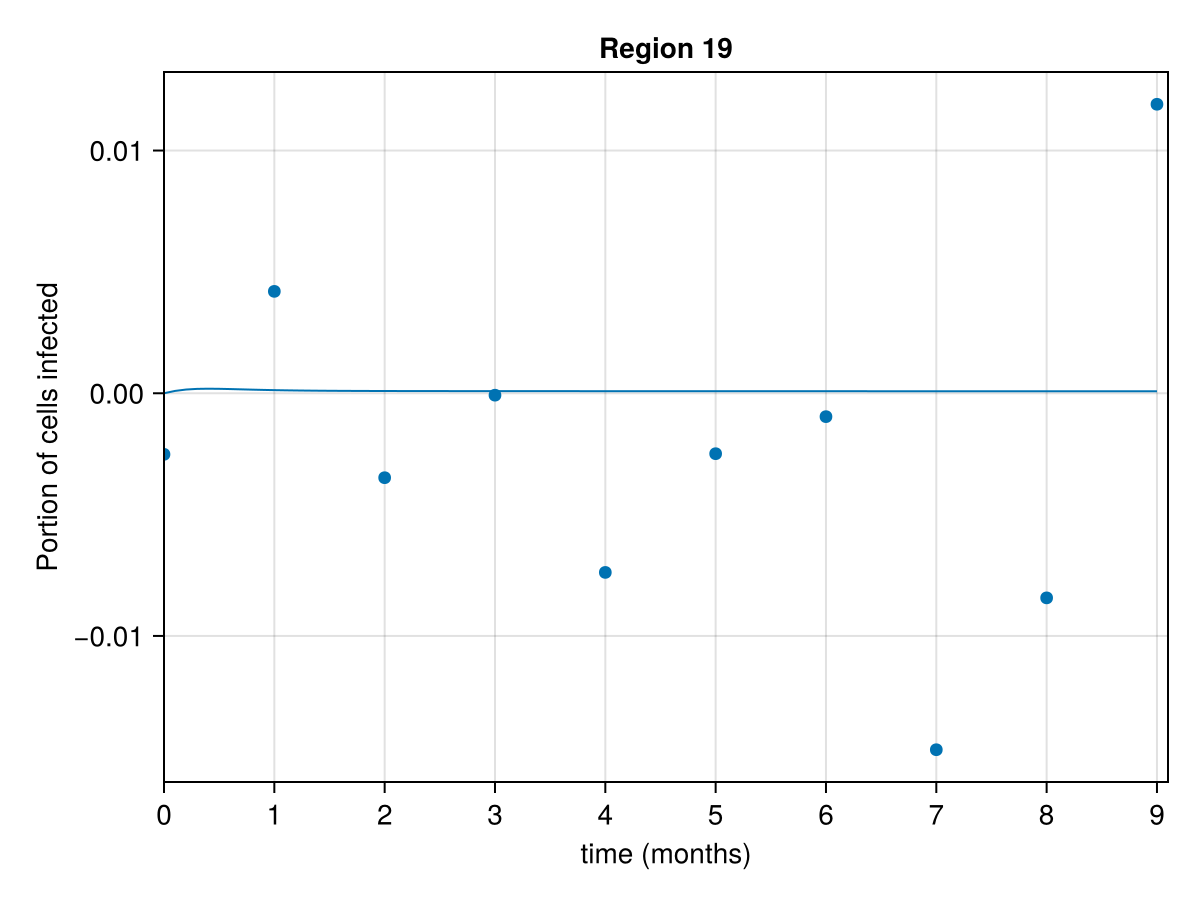 Region 19
Portion of cells infected
0.01
0.00
−0.01
0 1 2 3 4 5 6 7 8 9
time (months)